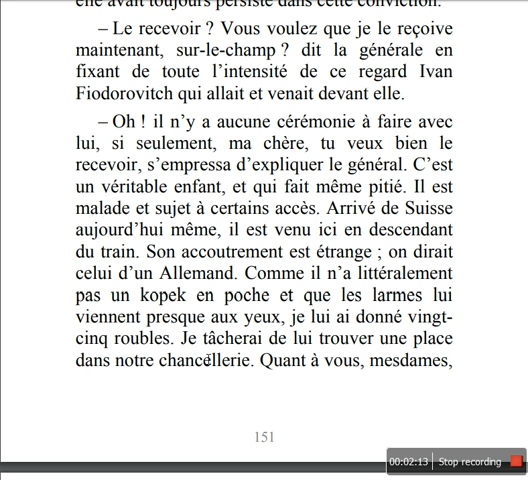 elle avait toujours persisté dans cette conviction.
– Le recevoir ? Vous voulez que je le reçoive
maintenant, sur-le-champ ? dit la générale en
fixant de toute l’intensité de ce regard Ivan
Fiodorovitch qui allait et venait devant elle.
– Oh ! il n’y a aucune cérémonie à faire avec
lui, si seulement, ma chère, tu veux bien le
recevoir, s’empressa d’expliquer le général. C’est
un véritable enfant, et qui fait même pitié. Il est
malade et sujet à certains accès. Arrivé de Suisse
aujourd’hui même, il est venu ici en descendant
du train. Son accoutrement est étrange ; on dirait
celui d’un Allemand. Comme il n’a littéralement
pas un kopek en poche et que les larmes lui
viennent presque aux yeux, je lui ai donné vingt-
cinq roubles. Je tâcherai de lui trouver une place
dans notre chancellerie. Quant à vous, mesdames,
151
00:02:13 Stop recording